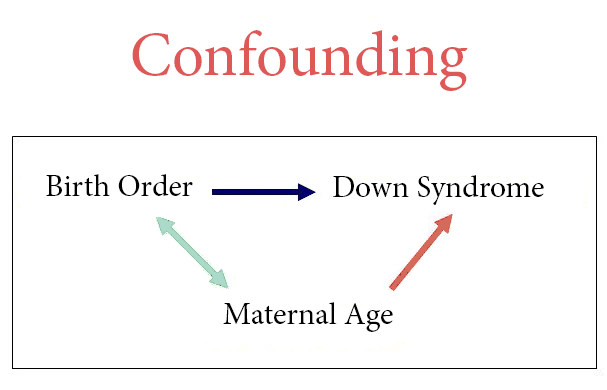 Confounding
Birth Order
Down Syndrome
Maternal Age